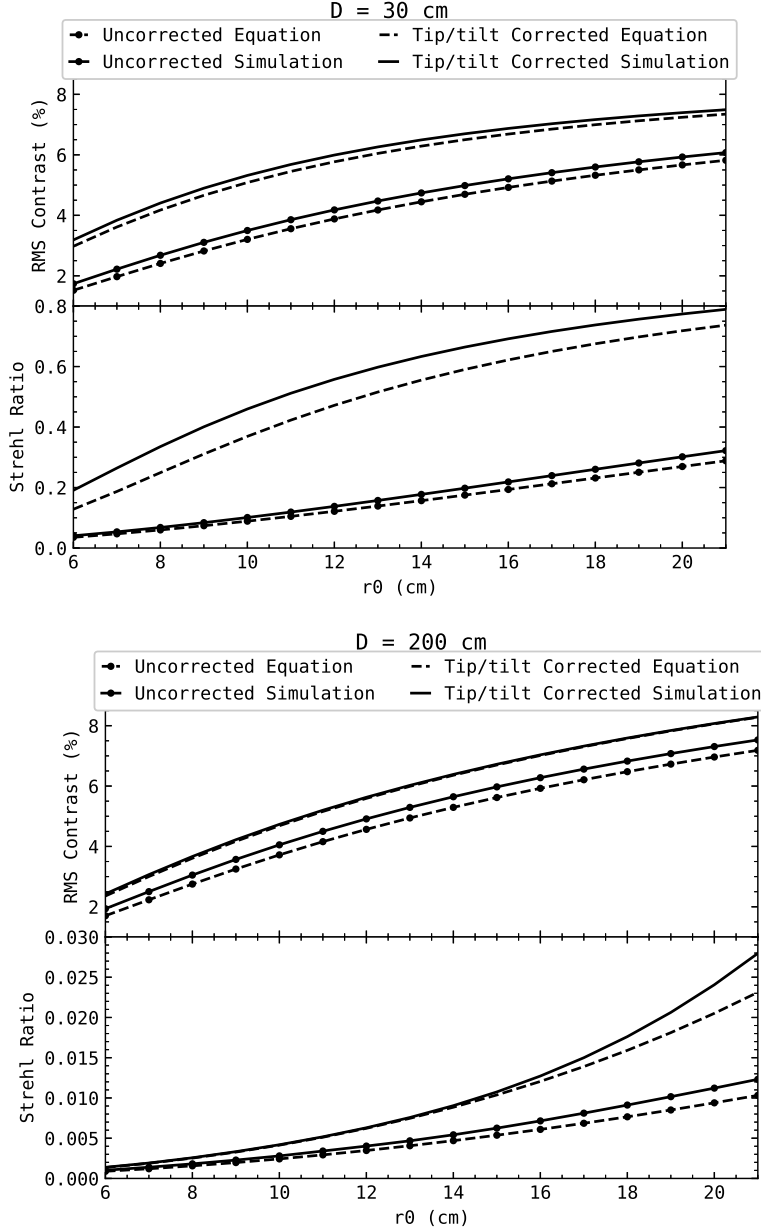 D = 30 cm
Uncorrected Equation
Tip/tilt Corrected Equation
Uncorrected Simulation
Tip/tilt Corrected Simulation
RMS Contrast (%)
8
6
4
2
Strehl Ratio
0.8
0.6
0.4
0.2
0.0
6 8 10 12 14 16 18 20
r0 (cm)
D = 200 cm
Uncorrected Equation
Tip/tilt Corrected Equation
Uncorrected Simulation
Tip/tilt Corrected Simulation
RMS Contrast (%)
8
6
4
2
Strehl Ratio
0.030
0.025
0.020
0.015
0.010
0.005
0.000
6 8 10 12 14 16 18 20
r0 (cm)